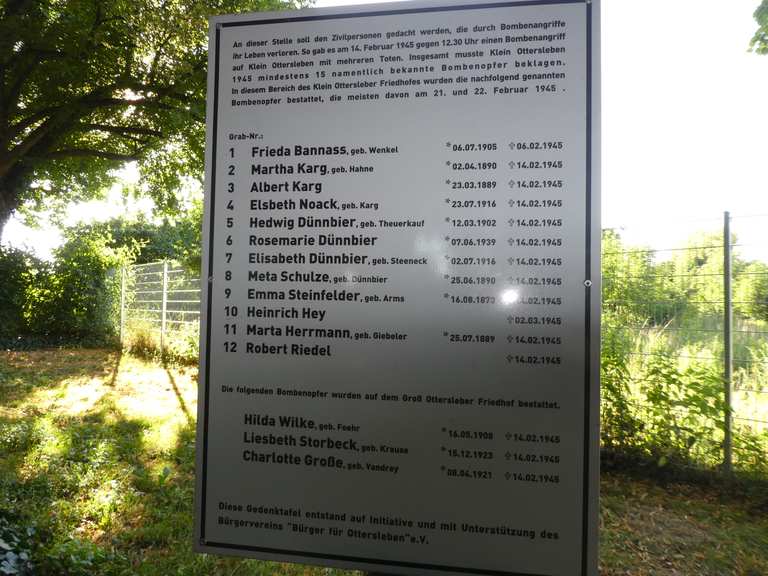 An dieser Stelle soll den Zivilpersonen gedacht werden, die durch Bombenangriffe
ihr Leben verloren. So gab es am 14. Februar 1945 gegen 12.30 Uhr einen Bombenangriff
auf Klein Ottersleben mit mehreren Toten. Insgesamt musste Klein Ottersleben
1945 mindestens 15 namentlich bekannte Bombenopfer beklagen.
In diesem Bereich des Klein Ottersleber Friedhofes wurden die nachfolgend genannten
Bombenopfer bestattet, die meisten davon am 21. und 22. Februar 1945 .
Grab-Nr.:
1 Frieda Bannass, geb. Wenkel *06.07.1905 ✞06.02.1945
2 Martha Karg, geb. Hahne *02.04.1890 ✞14.02.1945
3 Albert Karg *23.03.1889 ✞14.02.1945
4 Elsbeth Noack, geb. Karg *23.07.1916 ✞14.02.1945
5 Hedwig Dünnbier, geb. Theuerkauf *12.03.1902 ✞14.02.1945
6 Rosemarie Dünnbier *07.06.1939 ✞14.02.1945
7 Elisabeth Dünnbier, geb. Steeneck *02.07.1916 ✞14.02.1945
8 Meta Schulze, geb. Dünnbier *25.06.1890 ✞14.02.1945
9 Emma Steinfelder, geb. Arms *16.08.1873 ✞14.02.1945
10 Heinrich Hey ✞02.03.1945
11 Marta Herrmann, geb. Giebeler *25.07.1889 ✞14.02.1945
12 Robert Riedel ✞14.02.1945
Die folgenden Bombenopfer wurden auf dem Groß Ottersleber Friedhof bestattet.
Hilda Wilke, geb. Foehr *16.05.1908 ✞14.02.1945
Liesbeth Storbeck, geb. Krause *15.12.1923 ✞14.02.1945
Charlotte Große, geb. Vandray *08.04.1921 ✞14.02.1945
Diese Gedenktafel entstand auf Initiative und mit Unterstützung des
Bürgervereins "Bürger für Ottersleben"e.V.